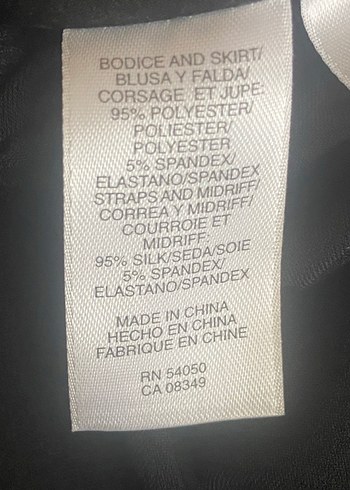 BODICE AND SKIRT/
BLUSA Y FALDA/
CORSAGE ET JUPE:
95% POLYESTER/
POLIESTER/
POLYESTER
5% SPANDEX/
ELASTANO/SPANDEX
STRAPS AND MIDRIFF/
CORREA Y MIDRIFF/
COURROIE ET
MIDRIFF:
95% SILK/SEDA/SOIE
5% SPANDEX/
ELASTANO/SPANDEX
MADE IN CHINA
HECHO EN CHINA
FABRIQUE EN CHINE
RN 54050
CA 08349